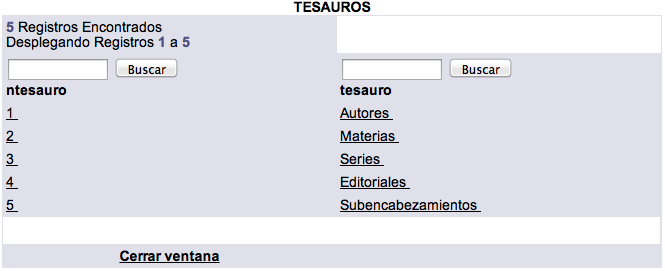 TESAUROS
5 Registros Encontrados
Desplegando Registros 1 a 5
Buscar Buscar
ntesauro tesauro
1 Autores
2 Materias
3 Series
4 Editoriales
5 Subencabezamientos
Cerrar ventana